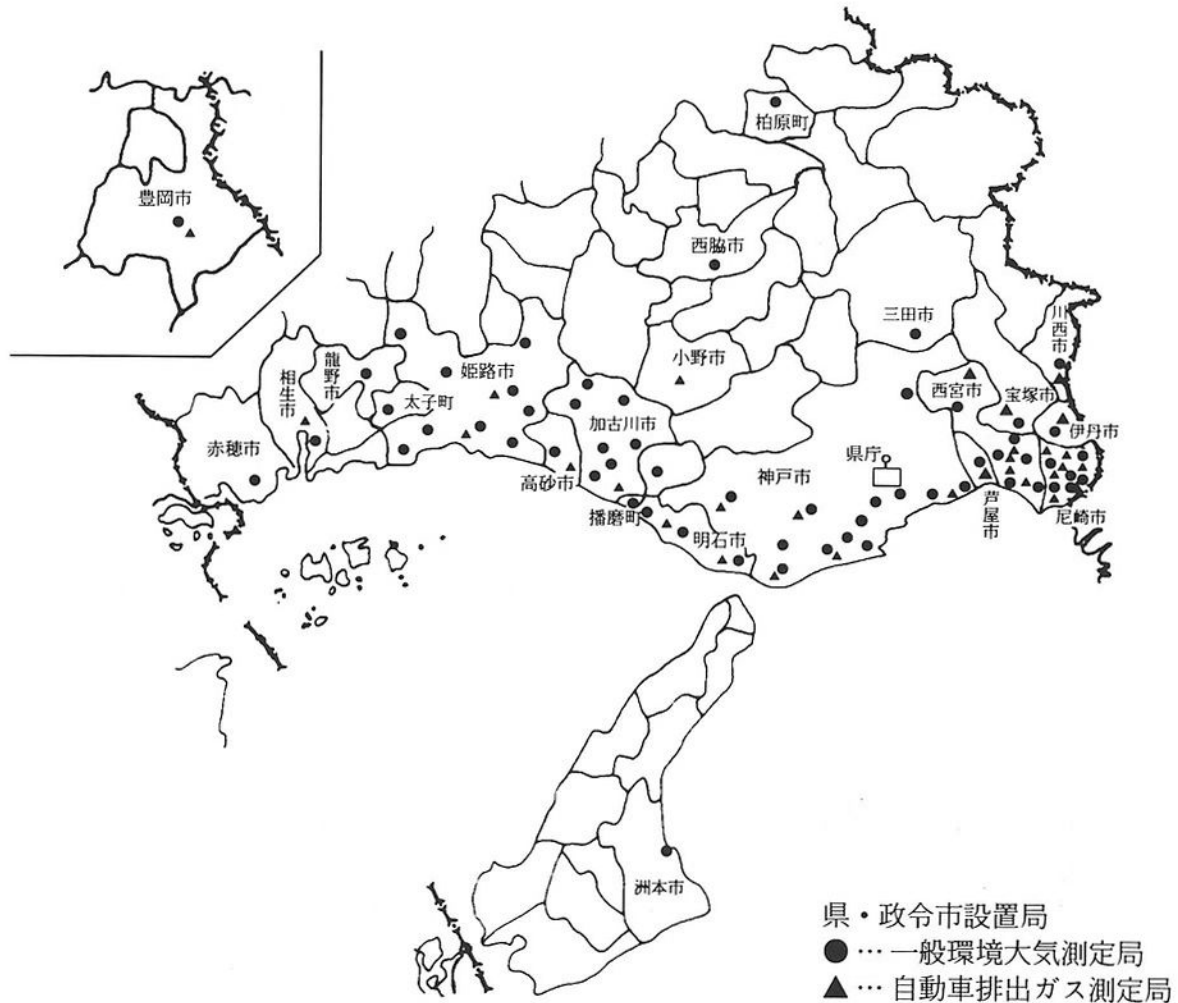 豊岡市
柏原町
西脇市
三田市
川西市
小野市
龍野市
相生市
姫路市
太子町
西宮市
宝塚市
加古川市
伊丹市
赤穂市
県庁
神戸市
高砂市
芦屋市
播磨町
尼崎市
明石市
洲本市
県・政令市設置局
●…一般環境大気測定局
▲…自動車排出ガス測定局